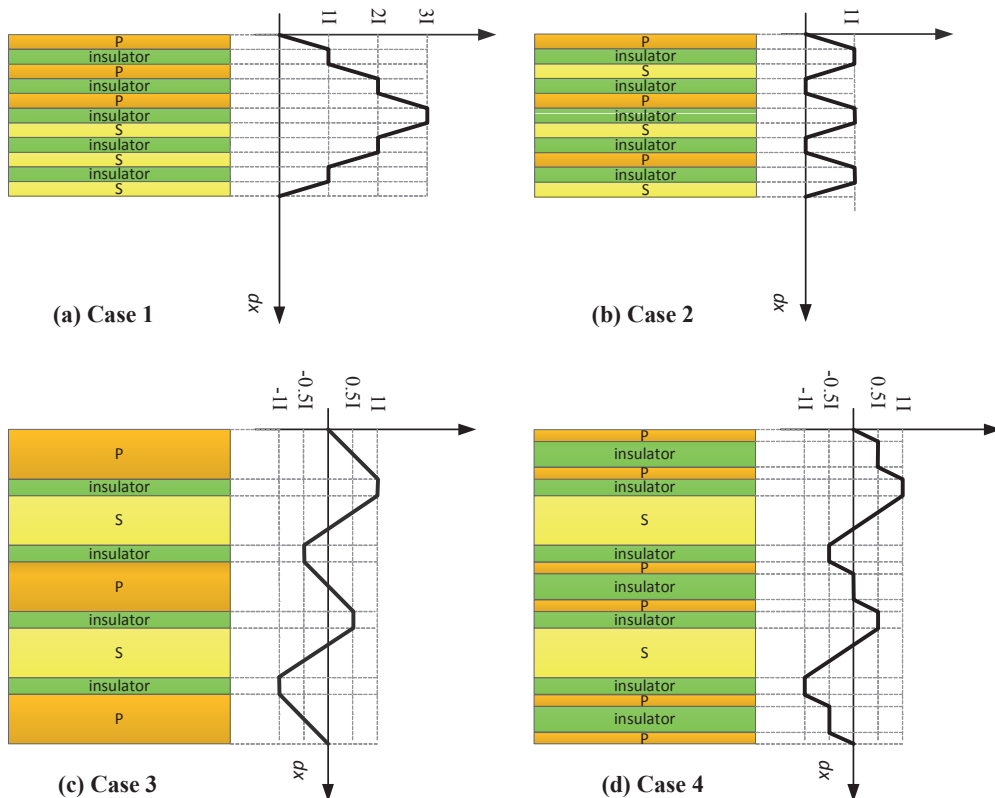 1I
2I
3I
P
insulator
P
insulator
P
insulator
S
insulator
S
insulator
S
dx
(a) Case 1
1I
P
insulator
S
insulator
P
insulator
S
insulator
P
insulator
S
dx
(b) Case 2
-1I
-0.5I
0.5I
1I
P
insulator
S
insulator
P
insulator
S
insulator
P
dx
(c) Case 3
-1I
-0.5I
0.5I
1I
P
insulator
P
insulator
S
insulator
P
insulator
P
insulator
S
insulator
P
insulator
P
dx
(d) Case 4